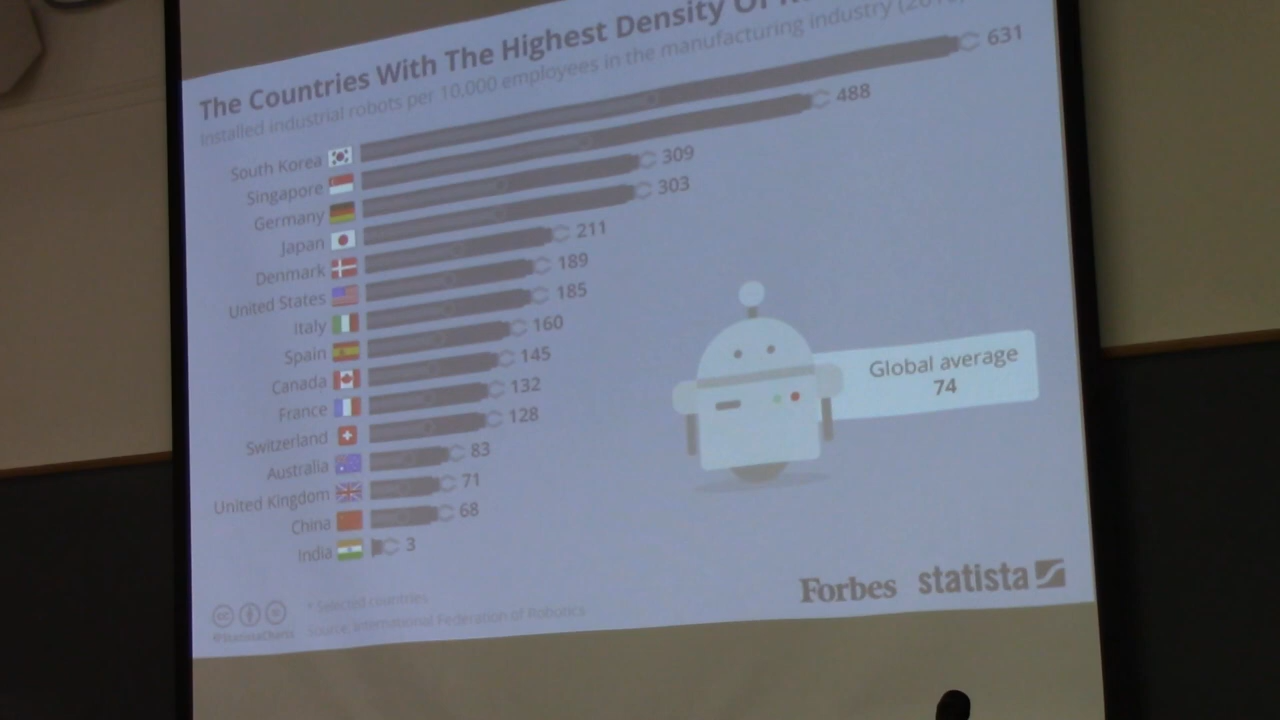 The Countries With The Highest Density Of
Installed industrial robots per 10,000 employees in the manufacturing industry
South Korea 631
Singapore 488
Germany 309
Japan 303
Denmark 211
United States 189
Italy 185
Spain 160
Canada 145
France 132
Switzerland 128
Australia 83
United Kingdom 71
China 68
India 3
Global average
74
* Selected countries
@StatistaCharts Source: International Federation of Robotics
Forbes statista